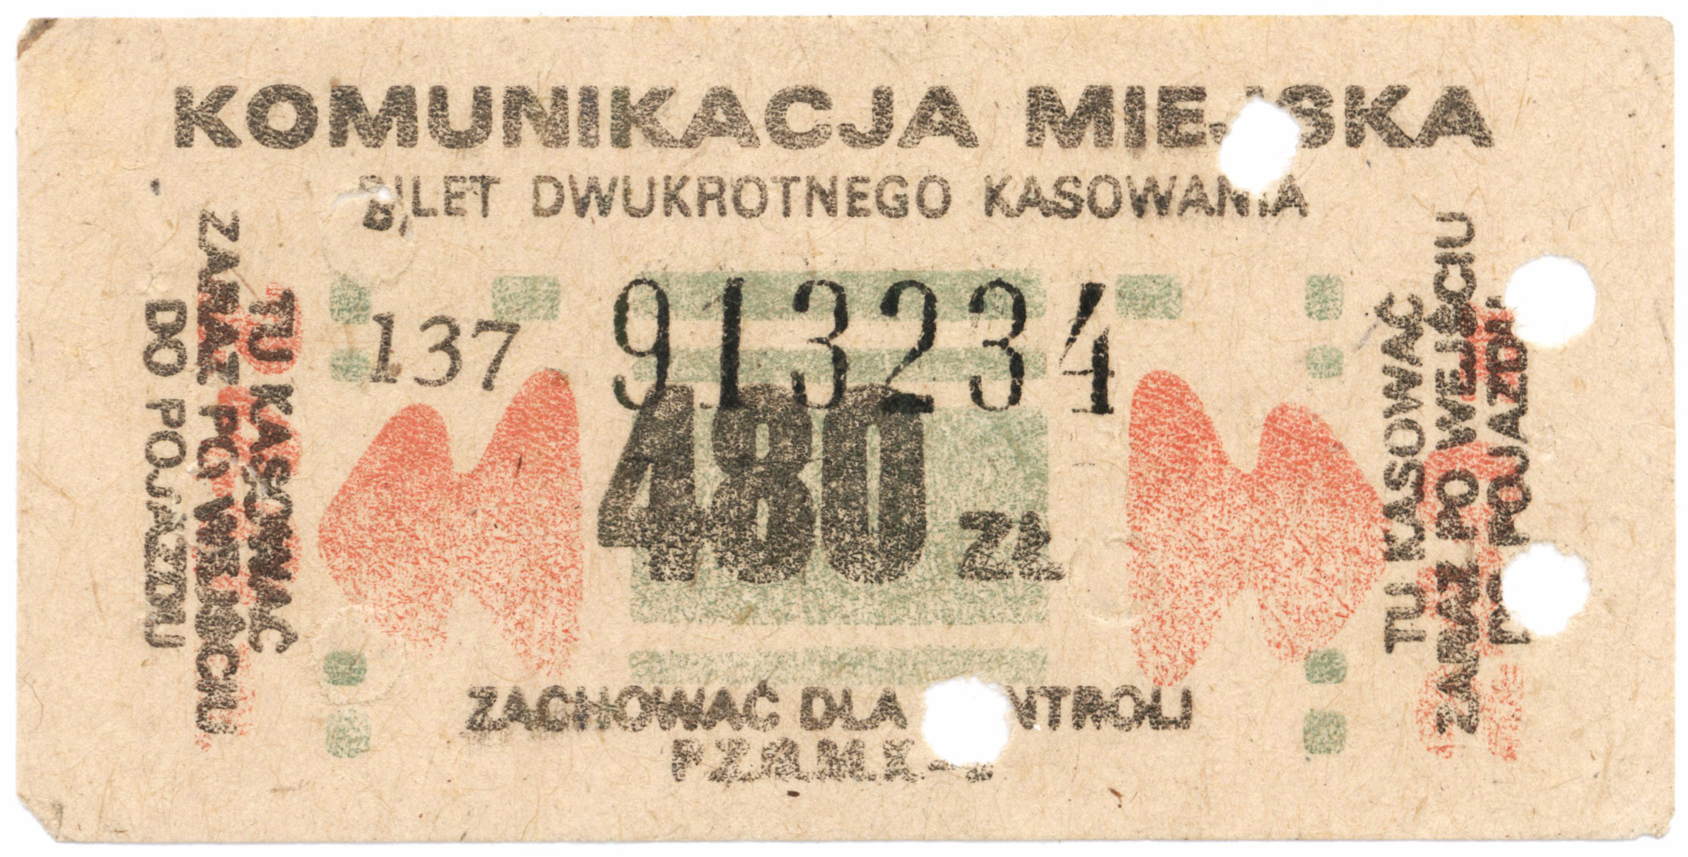 KOMUNIKACJA MIEJSKA
BILET DWUKROTNEGO KASOWANIA
137 913234
480 ZŁ
TU KASOWAĆ
ZARAZ PO WEJŚCIU
DO POJAZDU
TU KASOWAĆ
ZARAZ PO WEJŚCIU
DO POJAZDU
ZACHOWAĆ DLA KONTROLI